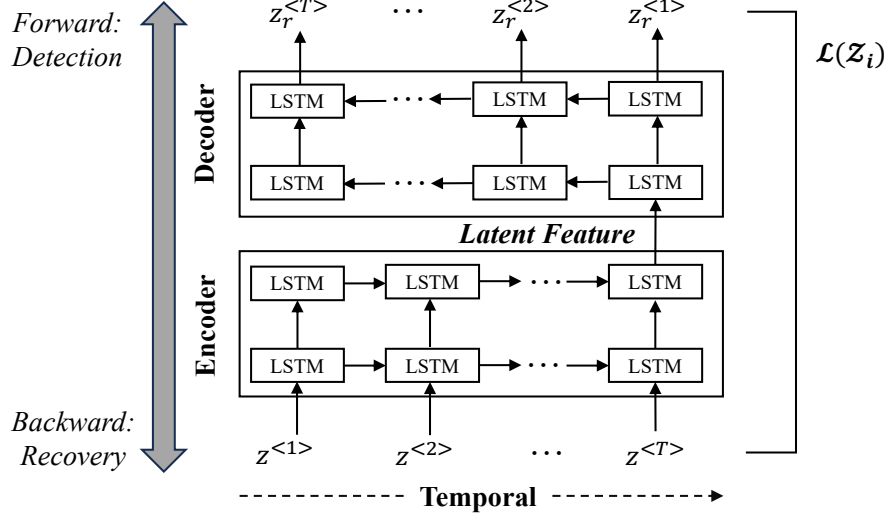 Forward:
Detection
z_r^{<T>} ... z_r^{<2>} z_r^{<1>}
𝓛(𝓩_i)
Decoder
LSTM ... LSTM LSTM
LSTM ... LSTM LSTM
Latent Feature
Encoder
LSTM LSTM ... LSTM
LSTM LSTM ... LSTM
Backward:
Recovery
z^{<1>} z^{<2>} ... z^{<T>}
Temporal